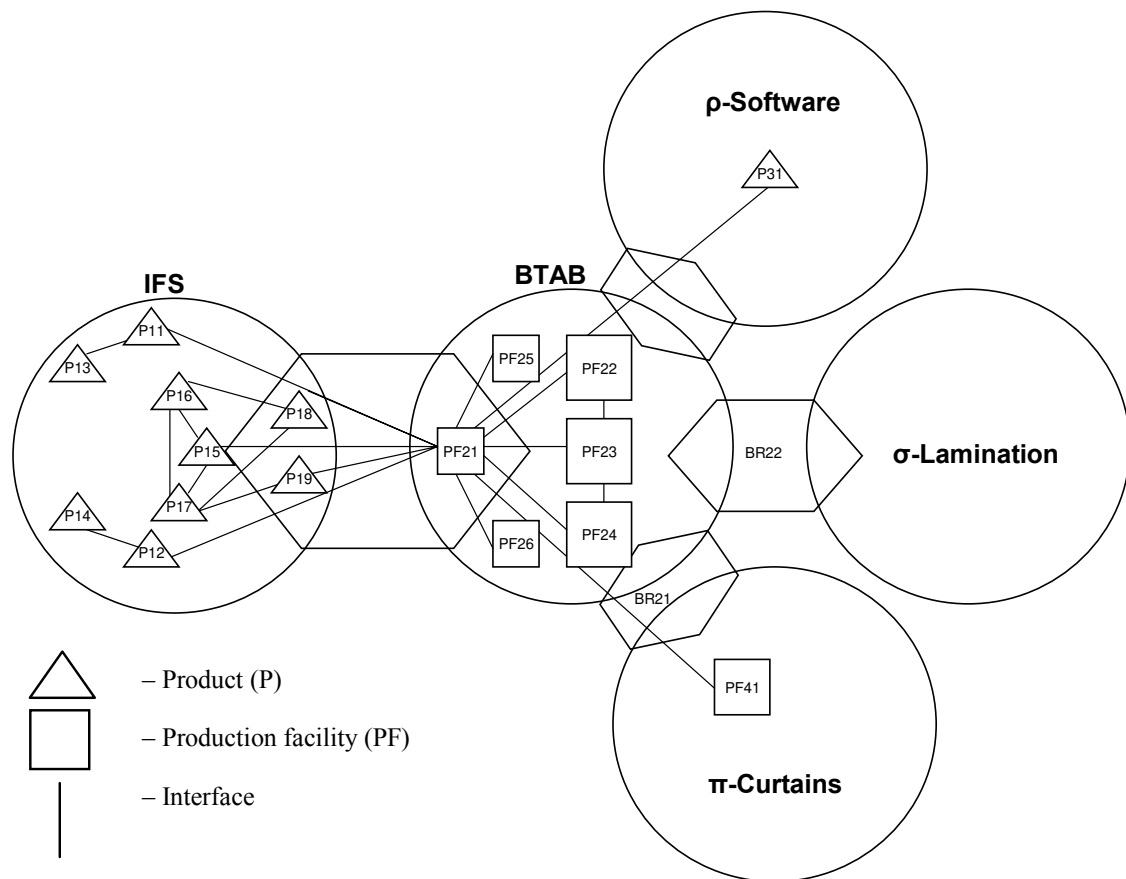 ρ-Software
P31
BTAB
IFS
P11
P13
PF25
PF22
P16
P18
P15
PF21
PF23
BR22
σ-Lamination
P19
P17
P14
P12
PF26
PF24
BR21
PF41
π-Curtains
– Product (P)
– Production facility (PF)
– Interface